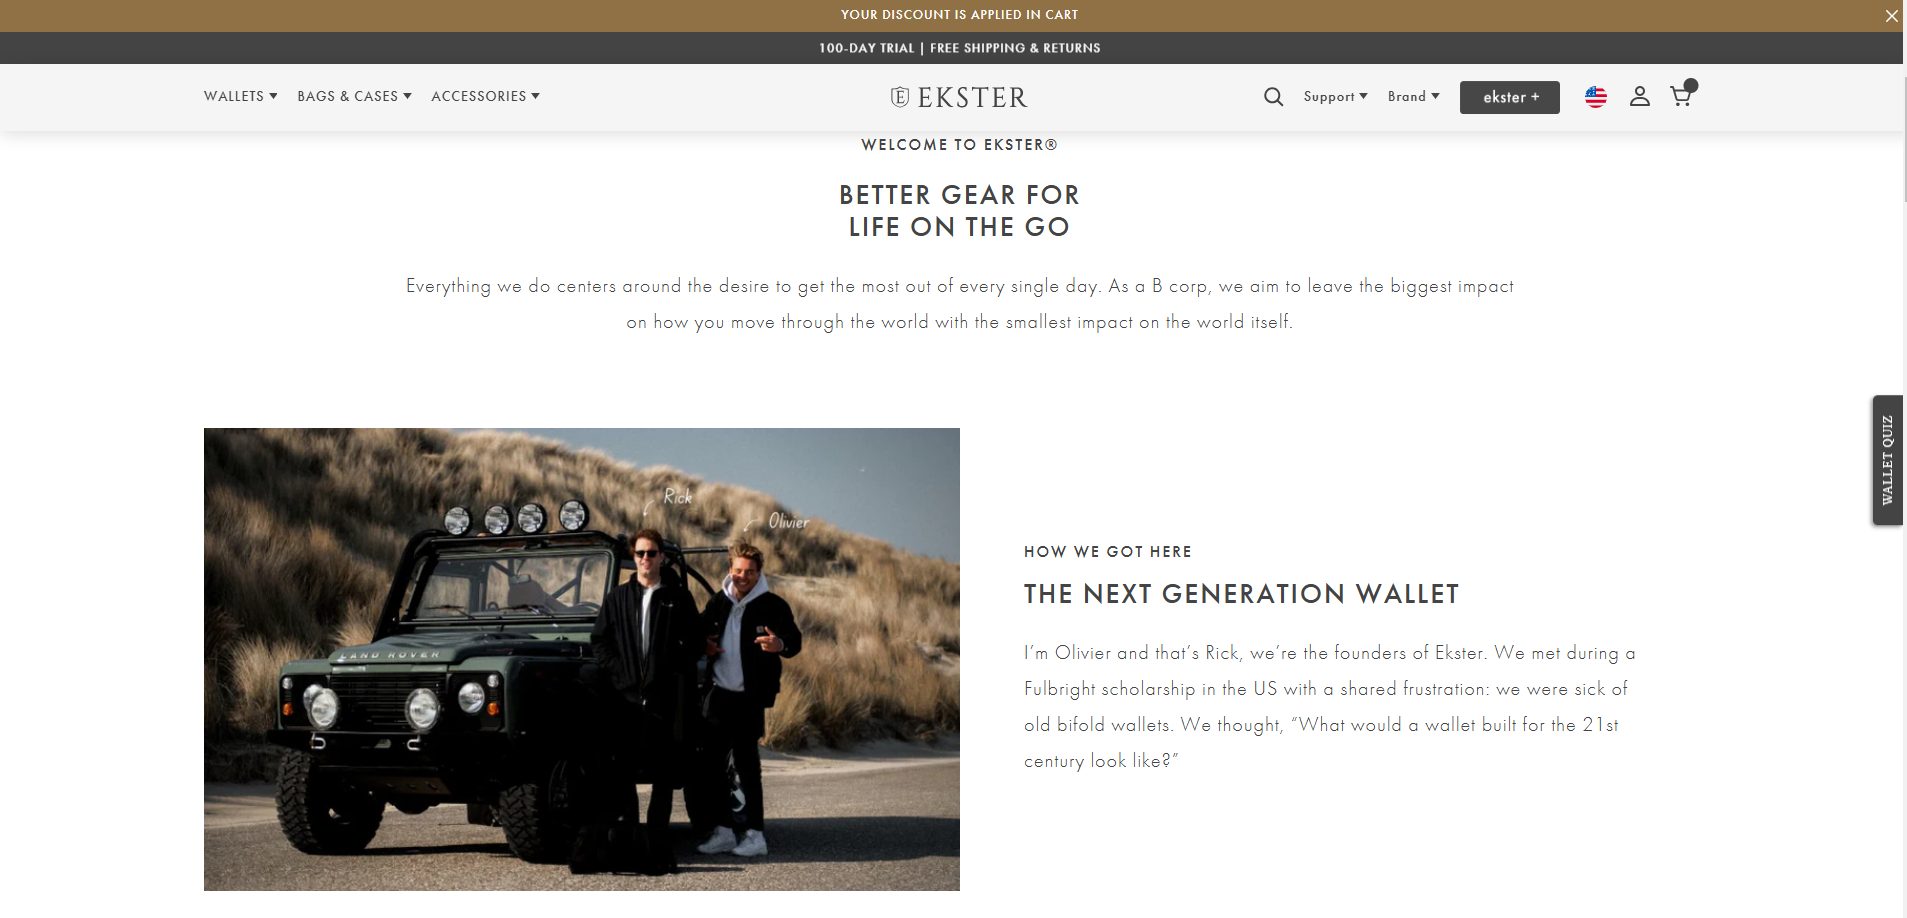 YOUR DISCOUNT IS APPLIED IN CART
100-DAY TRIAL | FREE SHIPPING & RETURNS
WALLETS BAGS & CASES ACCESSORIES E EKSTER Support Brand ekster +
WELCOME TO EKSTER®
BETTER GEAR FOR
LIFE ON THE GO
Everything we do centers around the desire to get the most out of every single day. As a B corp, we aim to leave the biggest impact
on how you move through the world with the smallest impact on the world itself.
WALLET QUIZ
Rick
Olivier
LAND ROVER
HOW WE GOT HERE
THE NEXT GENERATION WALLET
I’m Olivier and that’s Rick, we’re the founders of Ekster. We met during a
Fulbright scholarship in the US with a shared frustration: we were sick of
old bifold wallets. We thought, “What would a wallet built for the 21st
century look like?”